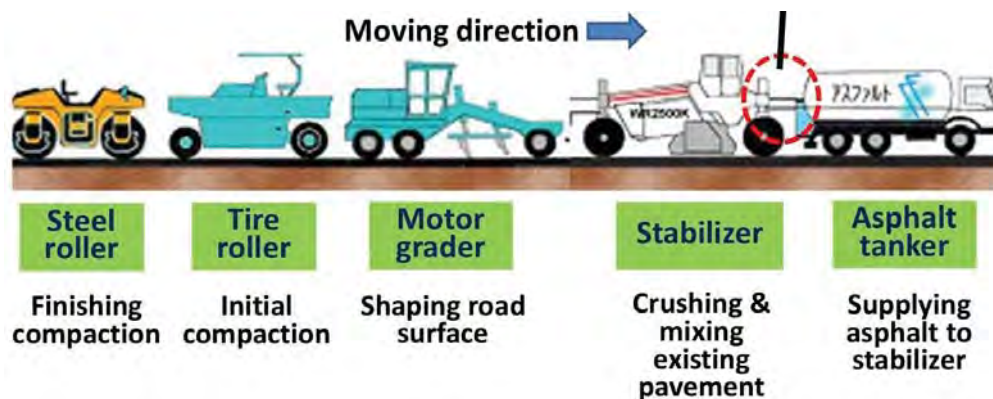 Moving direction
WR2500K
アスファルト
Steel
roller
Tire
roller
Motor
grader
Stabilizer
Asphalt
tanker
Finishing
compaction
Initial
compaction
Shaping road
surface
Crushing &
mixing
existing
pavement
Supplying
asphalt to
stabilizer